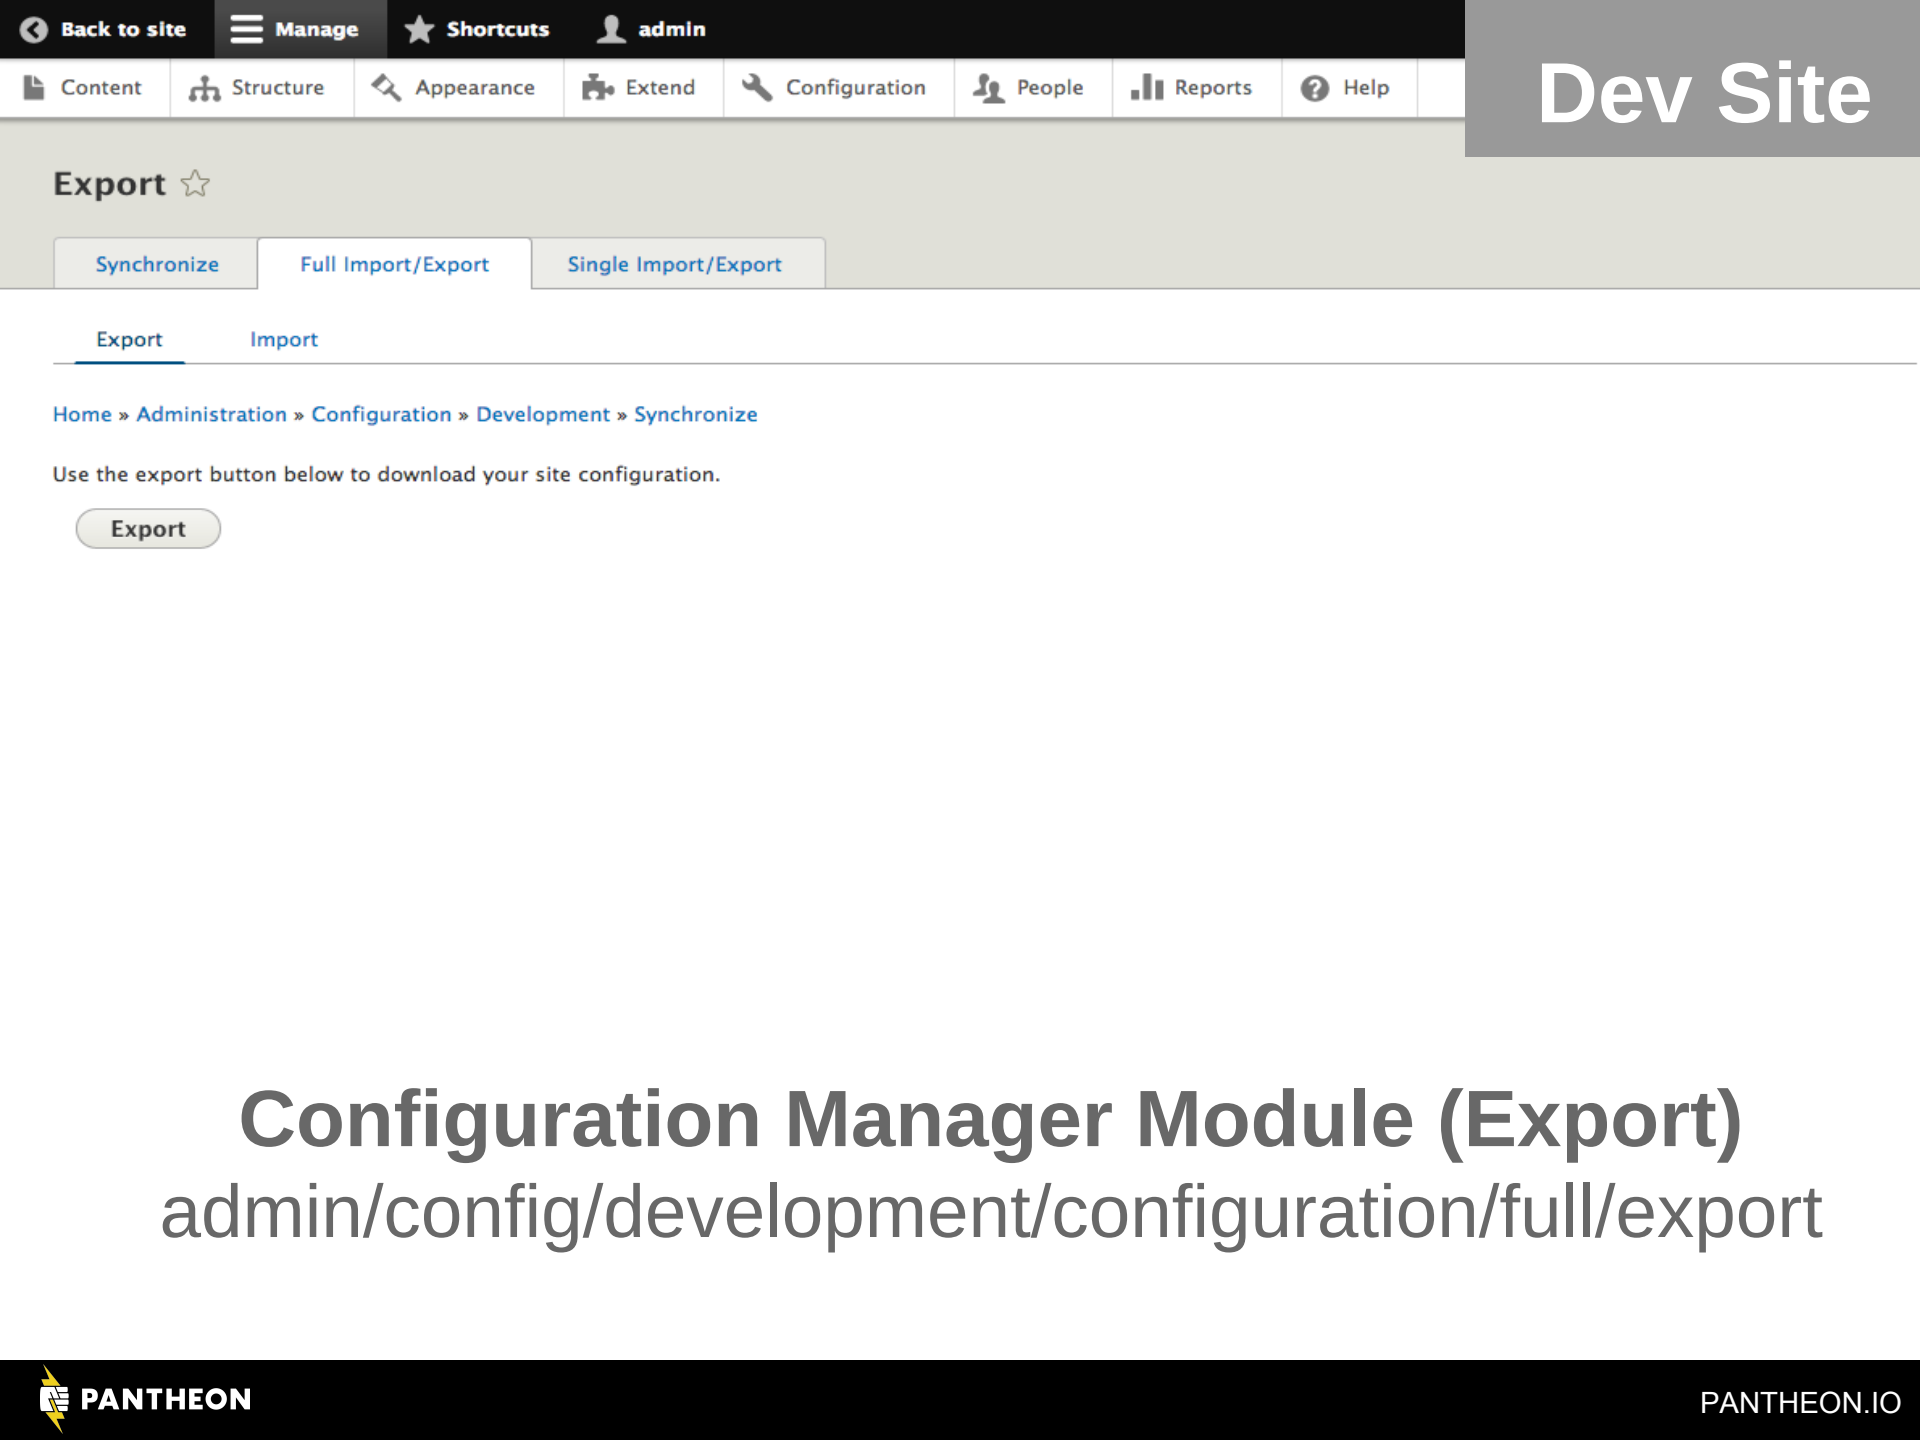 Back to site Manage Shortcuts admin
Dev Site
Content Structure Appearance Extend Configuration People Reports Help
Export
Synchronize Full Import/Export Single Import/Export
Export Import
Home » Administration » Configuration » Development » Synchronize
Use the export button below to download your site configuration.
Export
Configuration Manager Module (Export)
admin/config/development/configuration/full/export
PANTHEON PANTHEON.IO